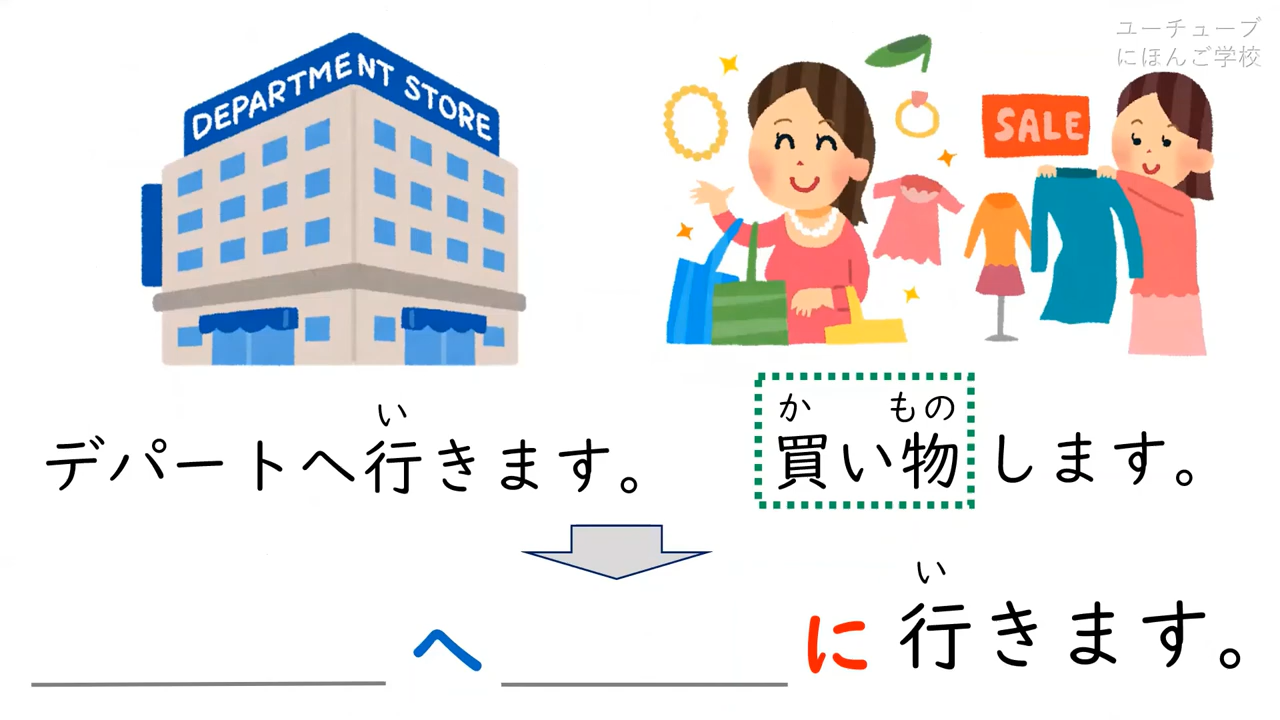 ユーチューブ
にほんご学校
DEPARTMENT STORE
SALE
い
デパートへ行きます。
か もの
買い物します。
い
へ に行きます。